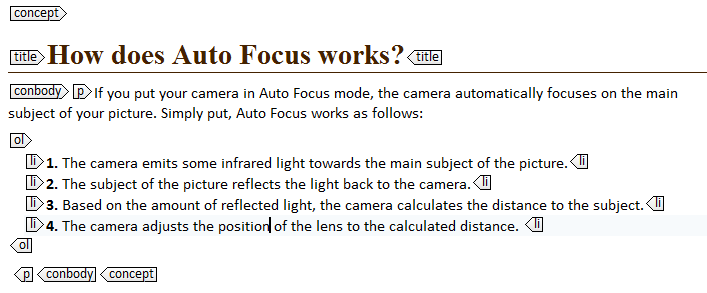 concept
title How does Auto Focus works? title
conbody p If you put your camera in Auto Focus mode, the camera automatically focuses on the main
subject of your picture. Simply put, Auto Focus works as follows:
ol
li 1. The camera emits some infrared light towards the main subject of the picture. li
li 2. The subject of the picture reflects the light back to the camera. li
li 3. Based on the amount of reflected light, the camera calculates the distance to the subject. li
li 4. The camera adjusts the position of the lens to the calculated distance. li
ol
p conbody concept